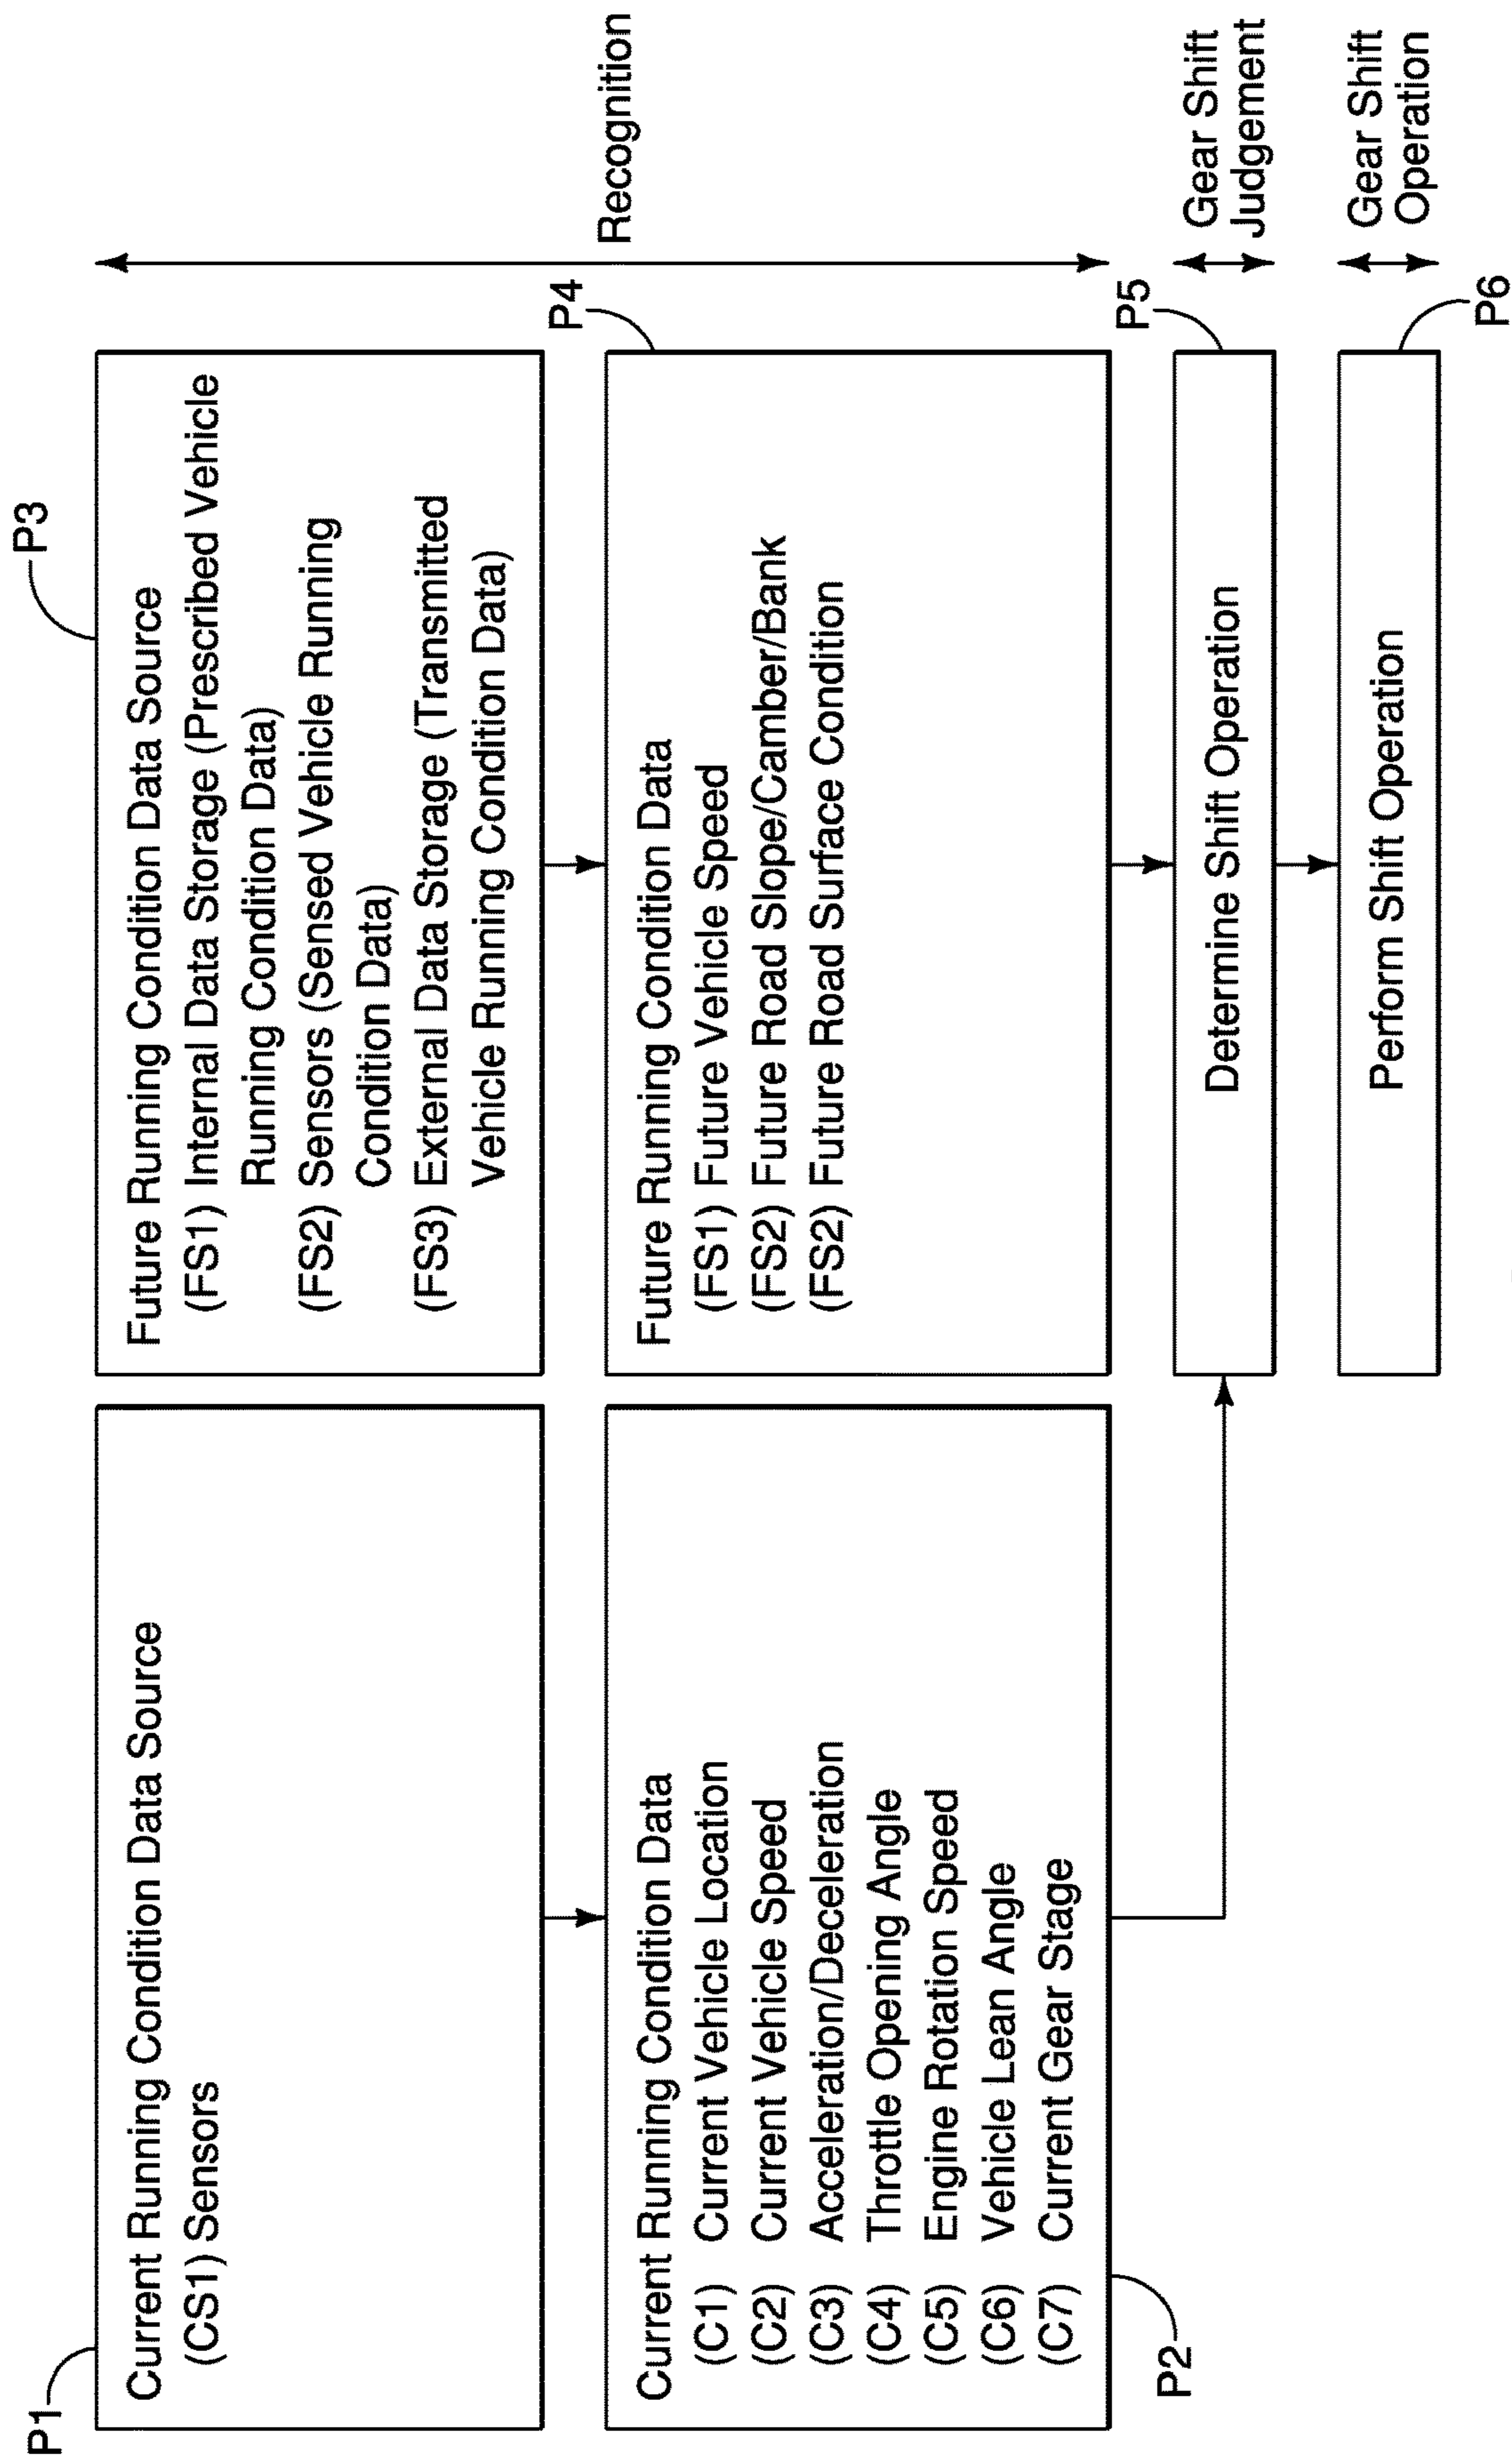 P1
Current Running Condition Data Source
(CS1) Sensors
P3
Future Running Condition Data Source
(FS1) Internal Data Storage (Prescribed Vehicle
Running Condition Data)
(FS2) Sensors (Sensed Vehicle Running
Condition Data)
(FS3) External Data Storage (Transmitted
Vehicle Running Condition Data)
Recognition
Current Running Condition Data
(C1) Current Vehicle Location
(C2) Current Vehicle Speed
(C3) Acceleration/Deceleration
(C4) Throttle Opening Angle
(C5) Engine Rotation Speed
(C6) Vehicle Lean Angle
(C7) Current Gear Stage
P2
P4
Future Running Condition Data
(FS1) Future Vehicle Speed
(FS2) Future Road Slope/Camber/Bank
(FS2) Future Road Surface Condition
P5
Determine Shift Operation
Gear Shift
Judgement
Perform Shift Operation
P6
Gear Shift
Operation